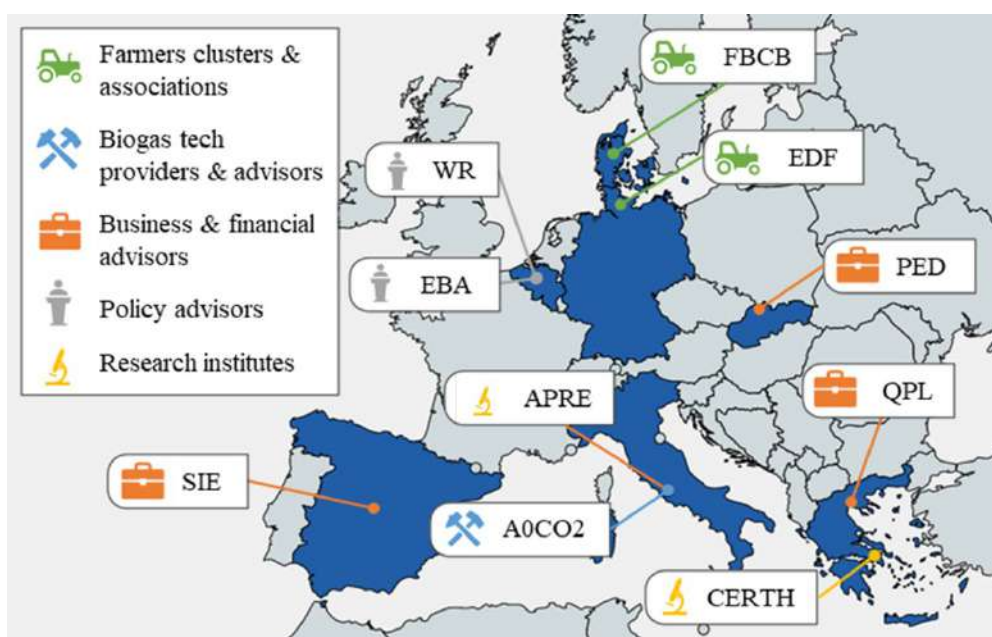 Farmers clusters &
associations
Biogas tech
providers & advisors
Business & financial
advisors
Policy advisors
Research institutes
FBCB
EDF
WR
EBA
PED
QPL
APRE
SIE
A0CO2
CERTH